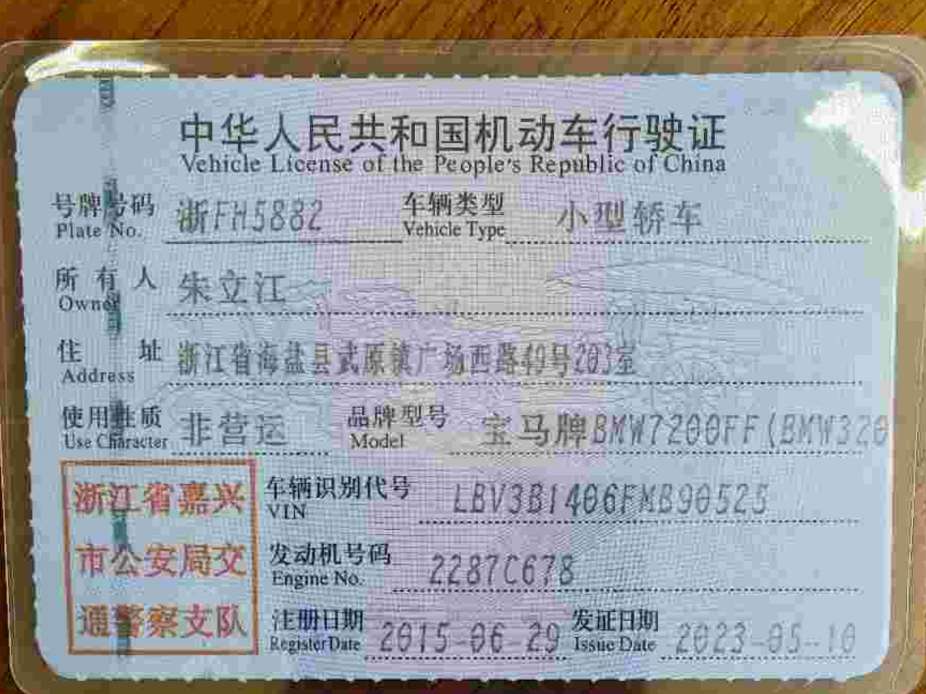 中华人民共和国机动车行驶证
Vehicle License of the People's Republic of China
号牌号码 浙FH5882 车辆类型 小型轿车
Plate No. Vehicle Type
所有人 朱立江
Owner
住址 浙江省海盐县武原镇广场西路49号203室
Address
使用性质 非营运 品牌型号 宝马牌BMW7200FF(BMW320
Use Character Model
浙江省嘉兴
市公安局交
通警察支队
车辆识别代号 LBV3B1406FMB90525
VIN
发动机号码 2287C678
Engine No.
注册日期 2015-06-29 发证日期 2023-05-10
Register Date Issue Date